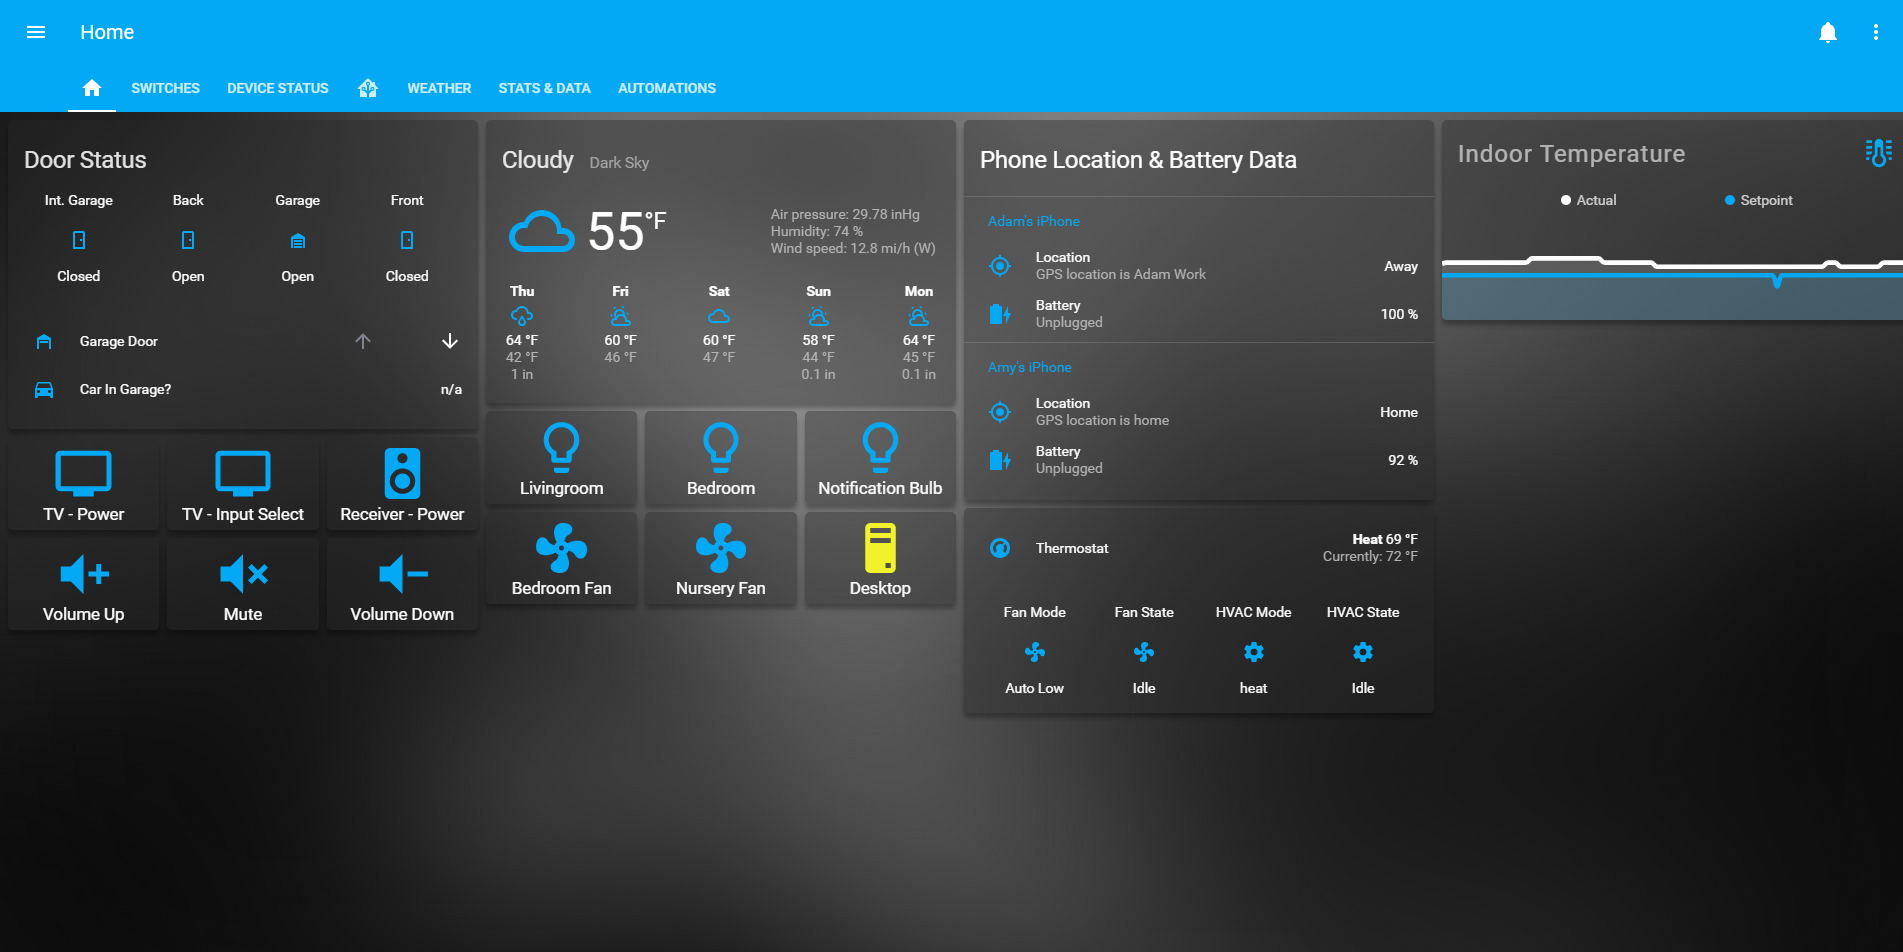 Home
SWITCHES DEVICE STATUS WEATHER STATS & DATA AUTOMATIONS
Door Status
Int. Garage Back Garage Front
Closed Open Open Closed
Garage Door
Car In Garage? n/a
TV - Power TV - Input Select Receiver - Power
Volume Up Mute Volume Down
Cloudy Dark Sky
55 °F
Air pressure: 29.78 inHg
Humidity: 74 %
Wind speed: 12.8 mi/h (W)
Thu Fri Sat Sun Mon
64 °F 60 °F 60 °F 58 °F 64 °F
42 °F 46 °F 47 °F 44 °F 45 °F
1 in 0.1 in 0.1 in
Livingroom Bedroom Notification Bulb
Bedroom Fan Nursery Fan Desktop
Phone Location & Battery Data
Adam's iPhone
Location
GPS location is Adam Work
Away
Battery
Unplugged
100 %
Amy's iPhone
Location
GPS location is home
Home
Battery
Unplugged
92 %
Thermostat
Heat 69 °F
Currently: 72 °F
Fan Mode Fan State HVAC Mode HVAC State
Auto Low Idle heat Idle
Indoor Temperature
Actual Setpoint